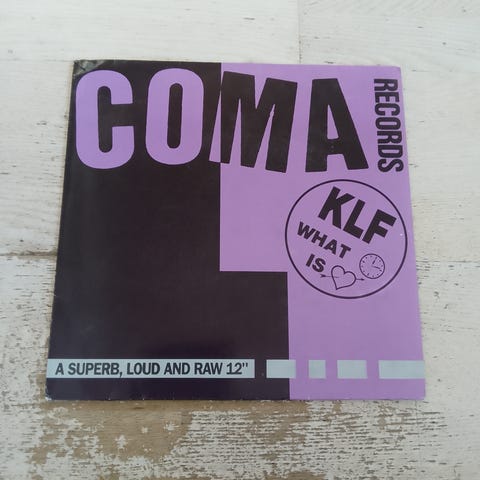 COMA
RECORDS
KLF
WHAT
IS
A SUPERB, LOUD AND RAW 12"